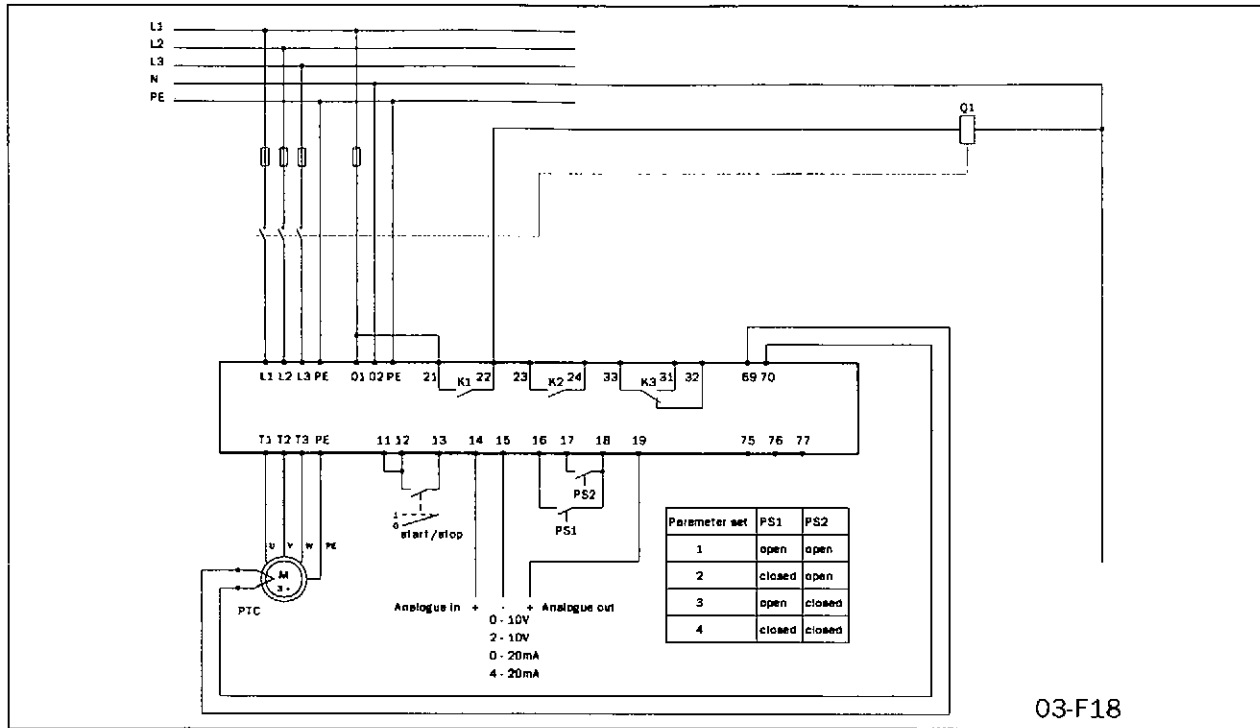 L1
L2
L3
N
PE
Q1
L1 L2 L3 PE 01 02 PE 21 K1 22 23 K2 24 33 K3 31 32 69 70
T1 T2 T3 PE 11 12 13 14 15 16 17 18 19 75 76 77
PS2
PS1
1
0
start/stop
U V W PE
M
3~
PTC
Analogue in + - + Analogue out
0 - 10V
2 - 10V
0 - 20mA
4 - 20mA
Parameter set PS1 PS2
1 open open
2 closed open
3 open closed
4 closed closed
03-F18